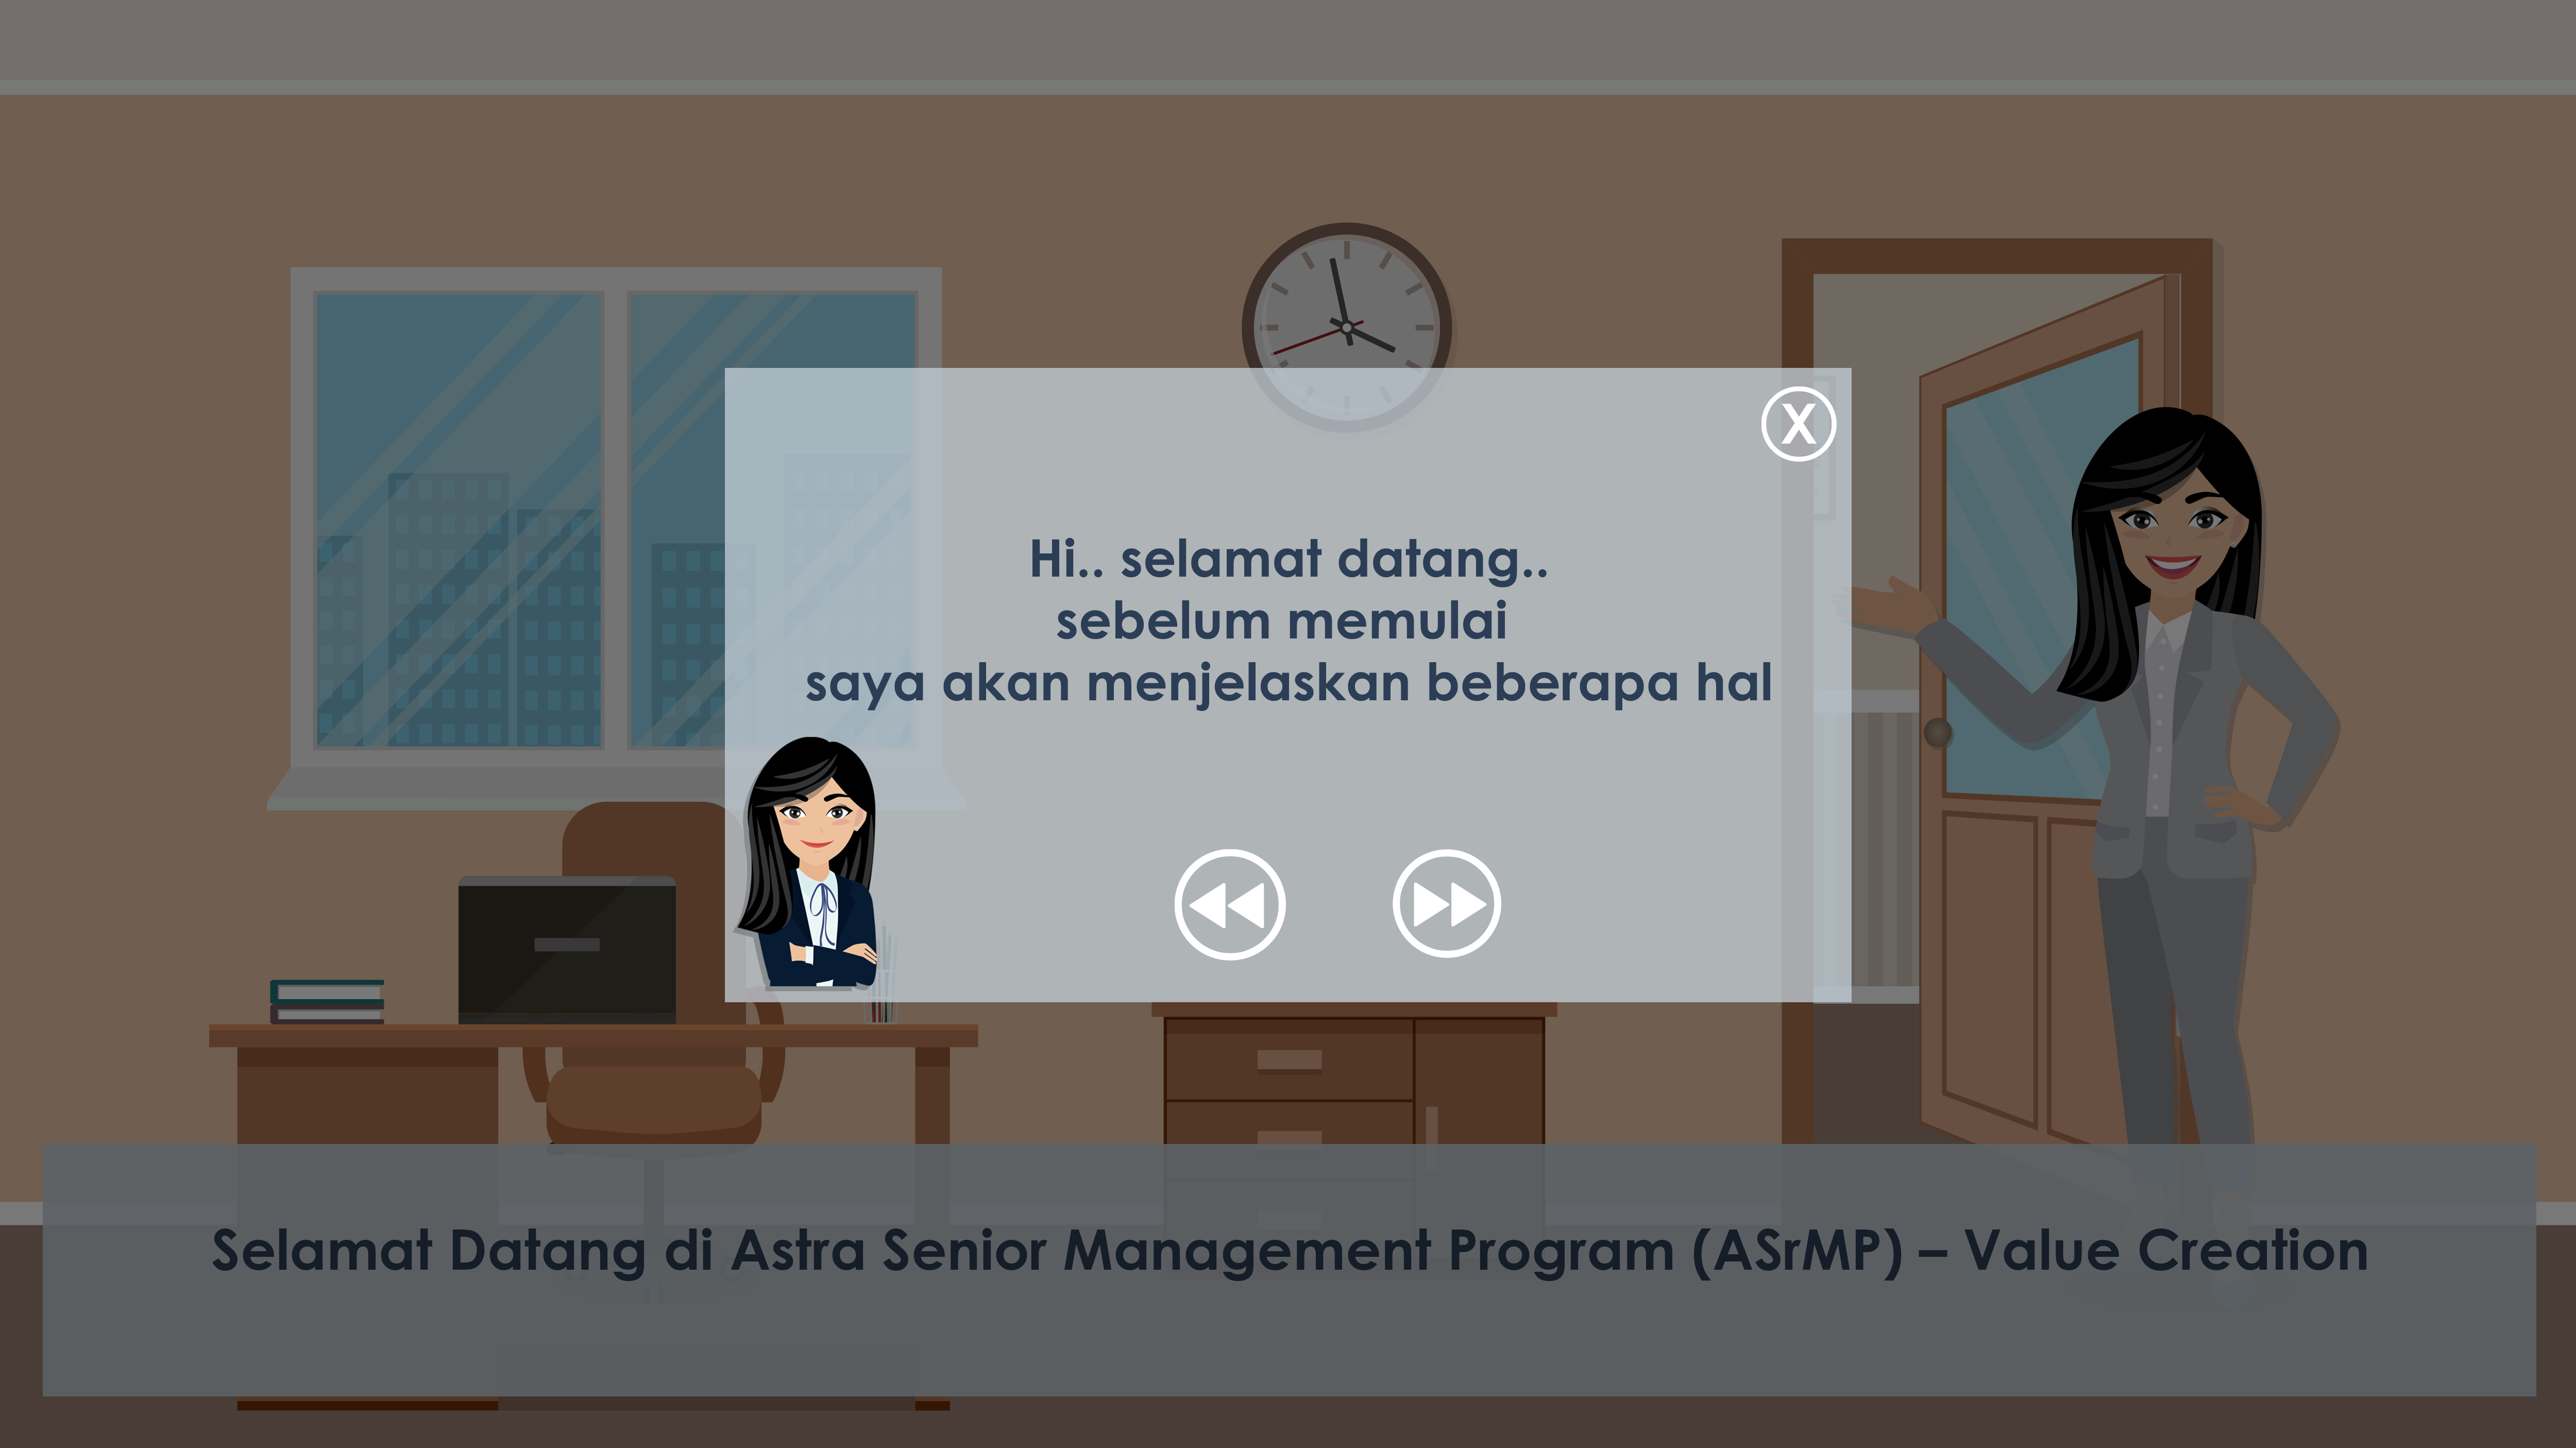 X
Hi.. selamat datang..
sebelum memulai
saya akan menjelaskan beberapa hal
Selamat Datang di Astra Senior Management Program (ASrMP) – Value Creation